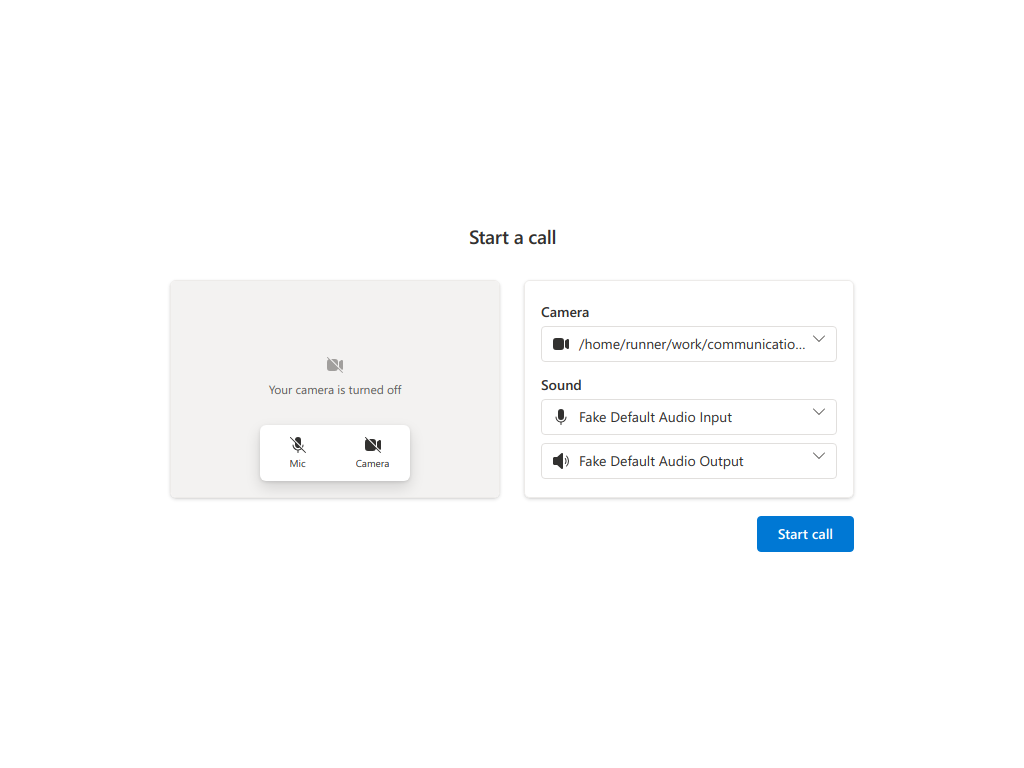 Start a call
Your camera is turned off
Mic
Camera
Camera
/home/runner/work/communicatio...
Sound
Fake Default Audio Input
Fake Default Audio Output
Start call